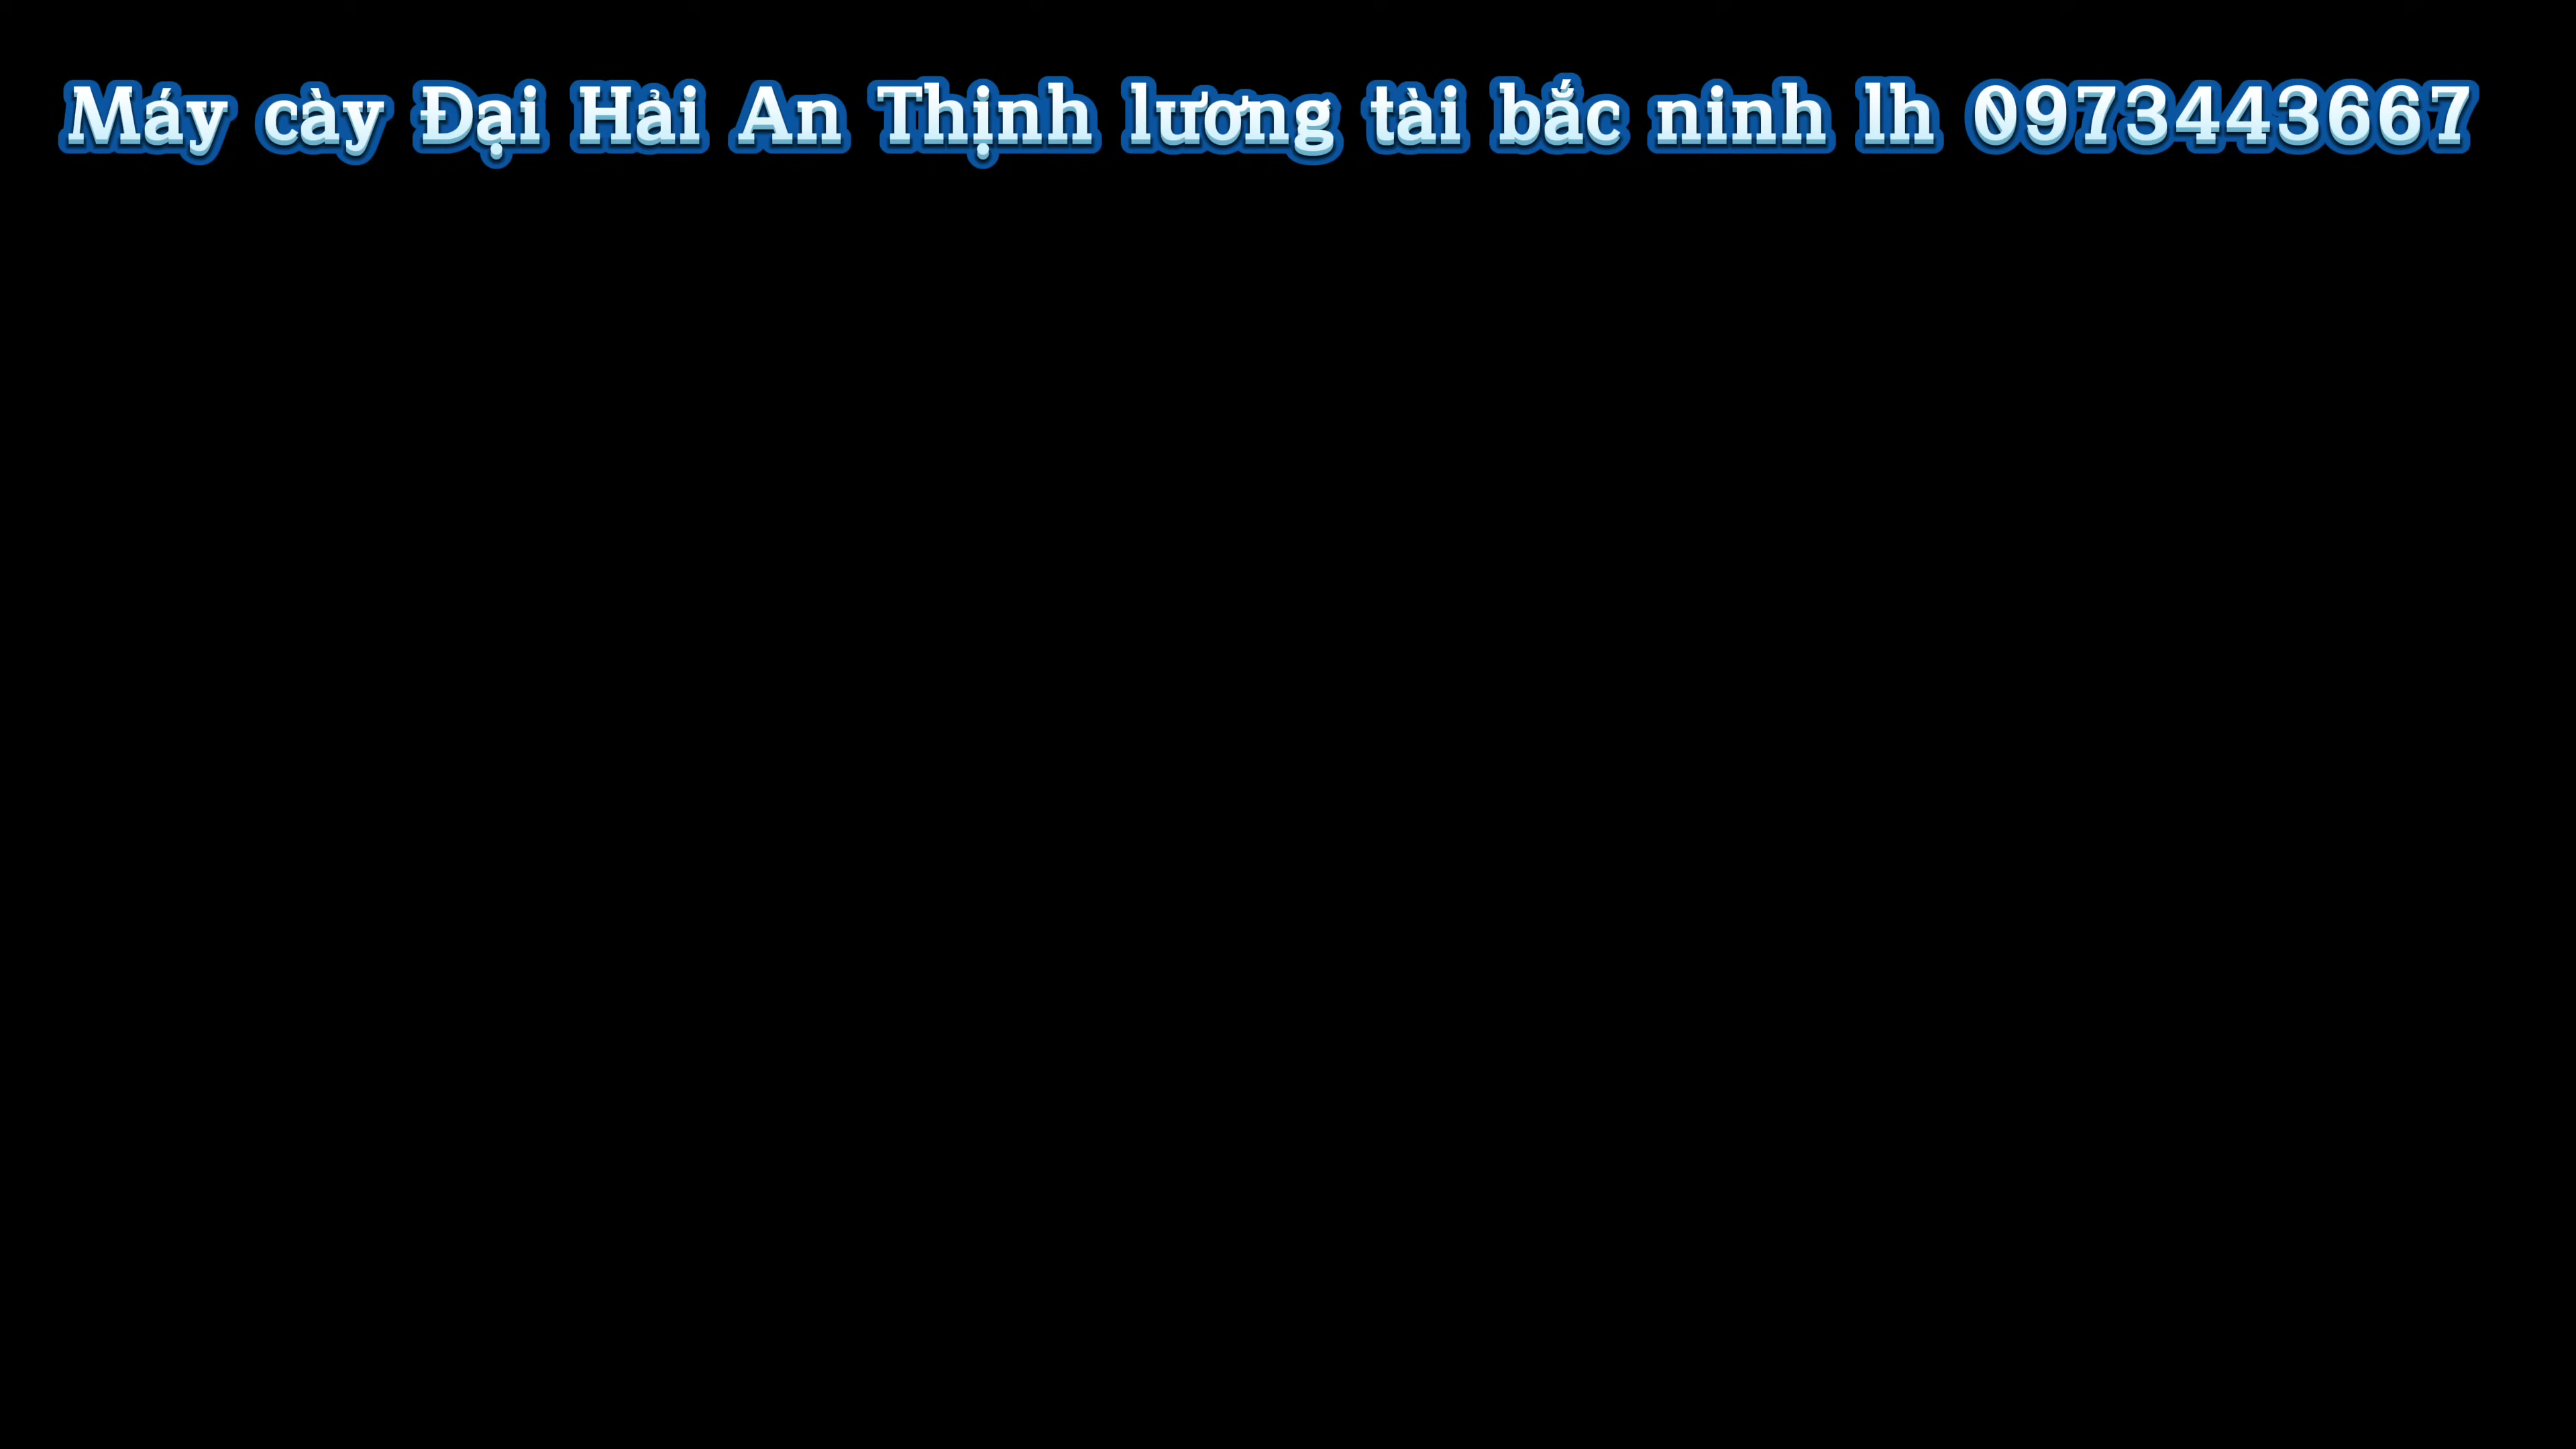 Máy cày Đại Hải An Thịnh lương tài bắc ninh lh 0973443667